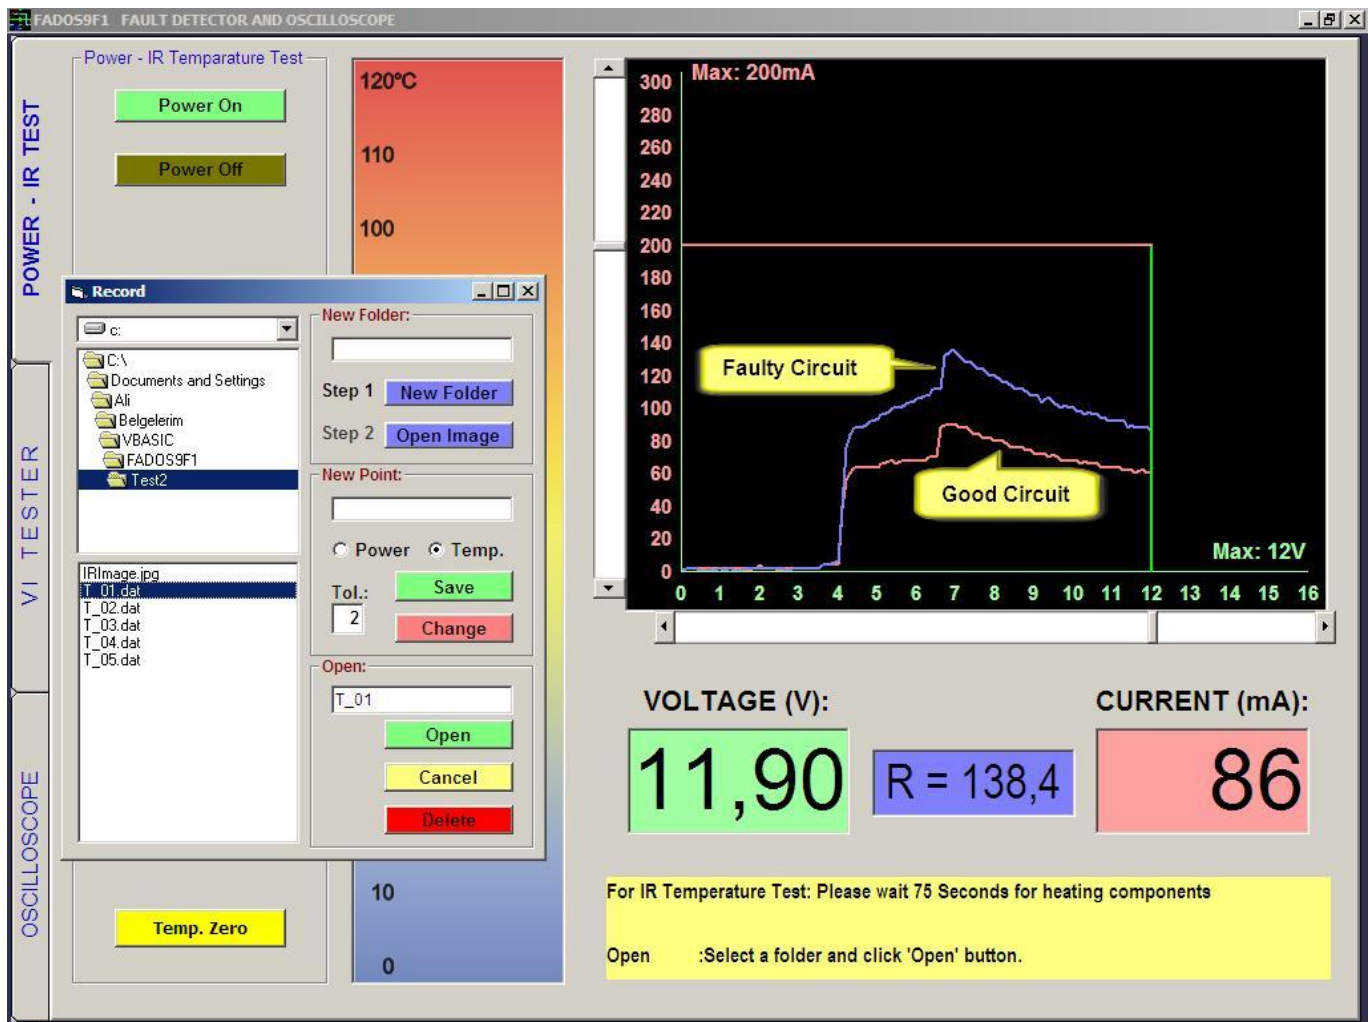 FADOS9F1 FAULT DETECTOR AND OSCILLOSCOPE
POWER - IR TEST
VI TESTER
OSCILLOSCOPE
Power - IR Temparature Test
Power On
Power Off
120°C
110
100
10
0
Temp. Zero
Record
c:
C:\
Documents and Settings
Ali
Belgelerim
VBASIC
FADOS9F1
Test2
IRImage.jpg
T_01.dat
T_02.dat
T_03.dat
T_04.dat
T_05.dat
New Folder:
Step 1 New Folder
Step 2 Open Image
New Point:
Power Temp.
Tol.: 2
Save
Change
Open:
T_01
Open
Cancel
Delete
Max: 200mA
300
280
260
240
220
200
180
160
140
120
100
80
60
40
20
0
Faulty Circuit
Good Circuit
Max: 12V
0 1 2 3 4 5 6 7 8 9 10 11 12 13 14 15 16
VOLTAGE (V): CURRENT (mA):
11,90 R = 138,4 86
For IR Temperature Test: Please wait 75 Seconds for heating components
Open :Select a folder and click 'Open' button.